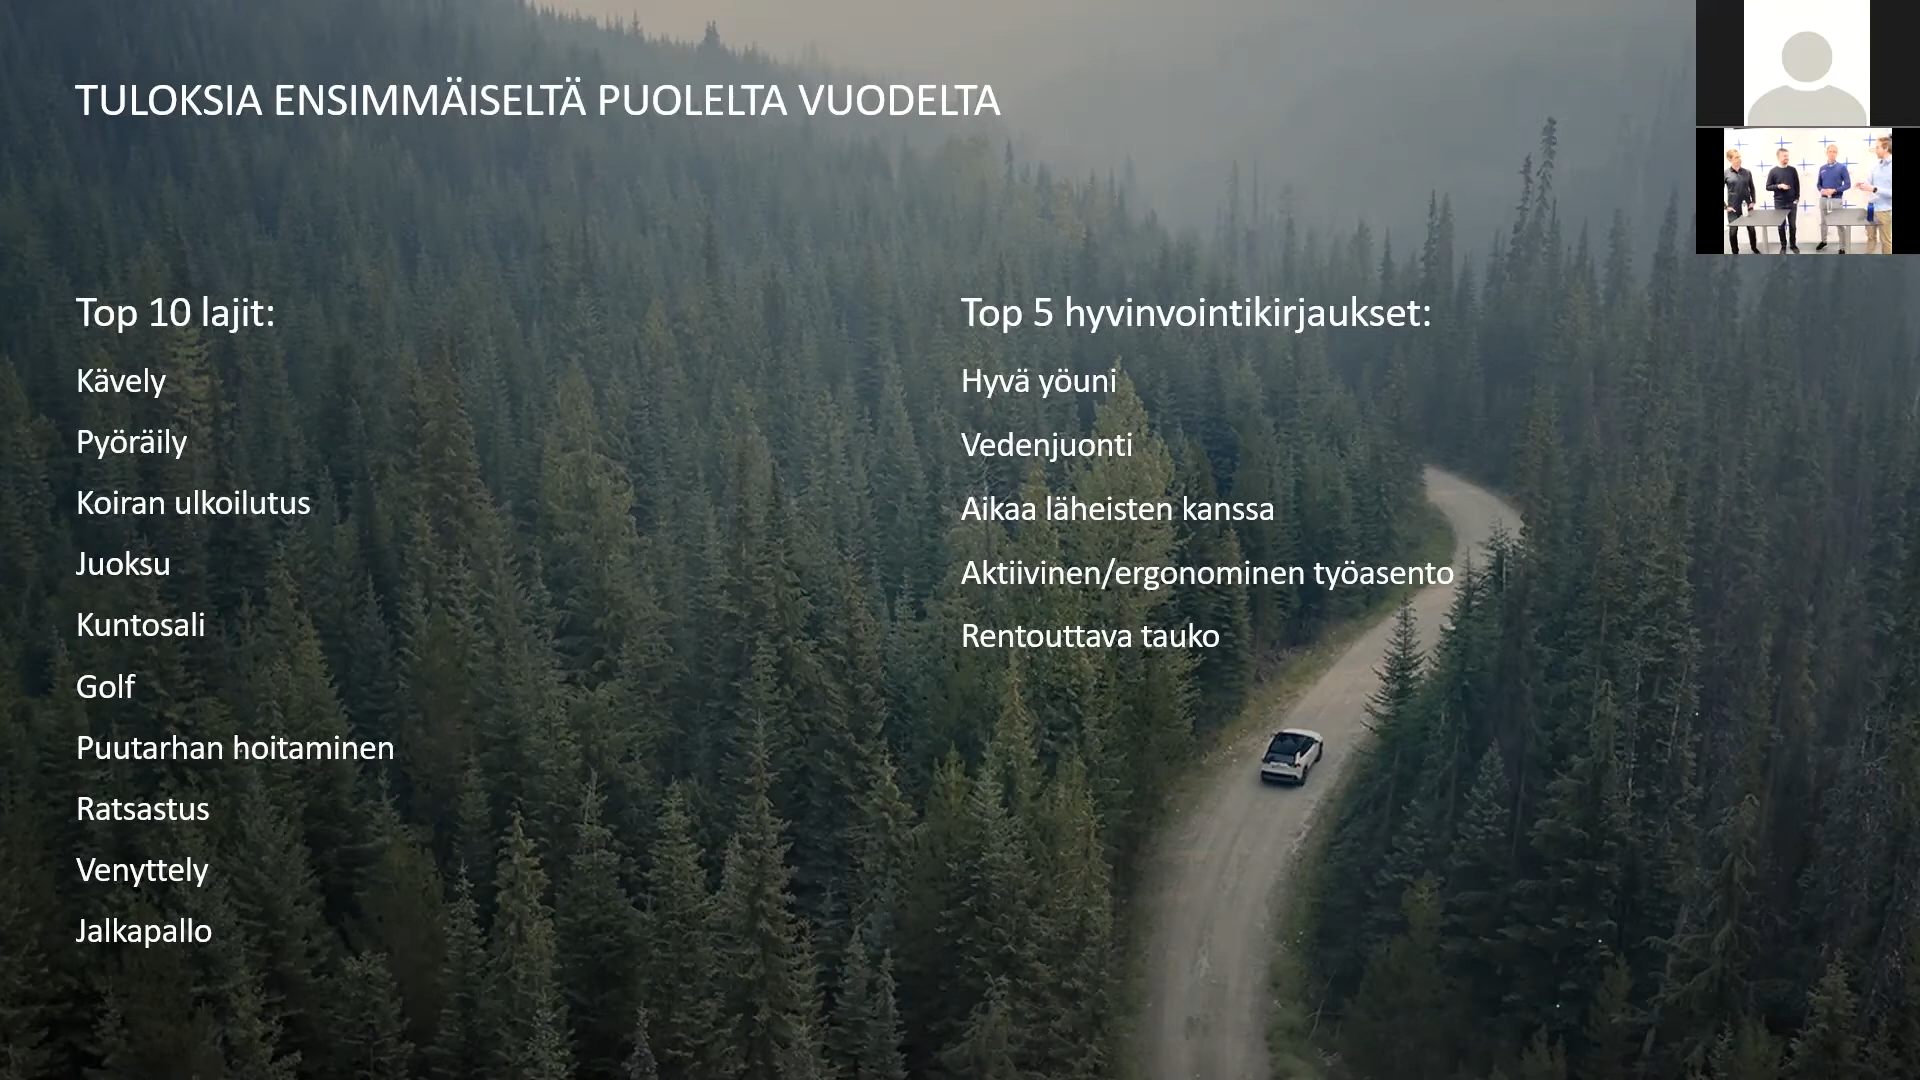 TULOKSIA ENSIMMÄISELTÄ PUOLELTA VUODELTA
Top 10 lajit:
Kävely
Pyöräily
Koiran ulkoilutus
Juoksu
Kuntosali
Golf
Puutarhan hoitaminen
Ratsastus
Venyttely
Jalkapallo
Top 5 hyvinvointikirjaukset:
Hyvä yöuni
Vedenjuonti
Aikaa läheisten kanssa
Aktiivinen/ergonominen työasento
Rentouttava tauko